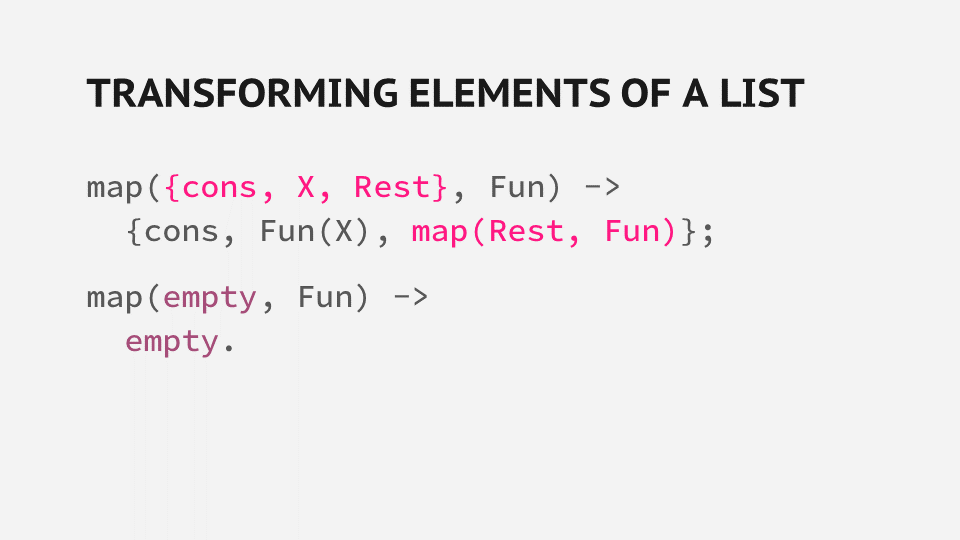 TRANSFORMING ELEMENTS OF A LIST
map({cons, X, Rest}, Fun) ->
  {cons, Fun(X), map(Rest, Fun)};
map(empty, Fun) ->
  empty.